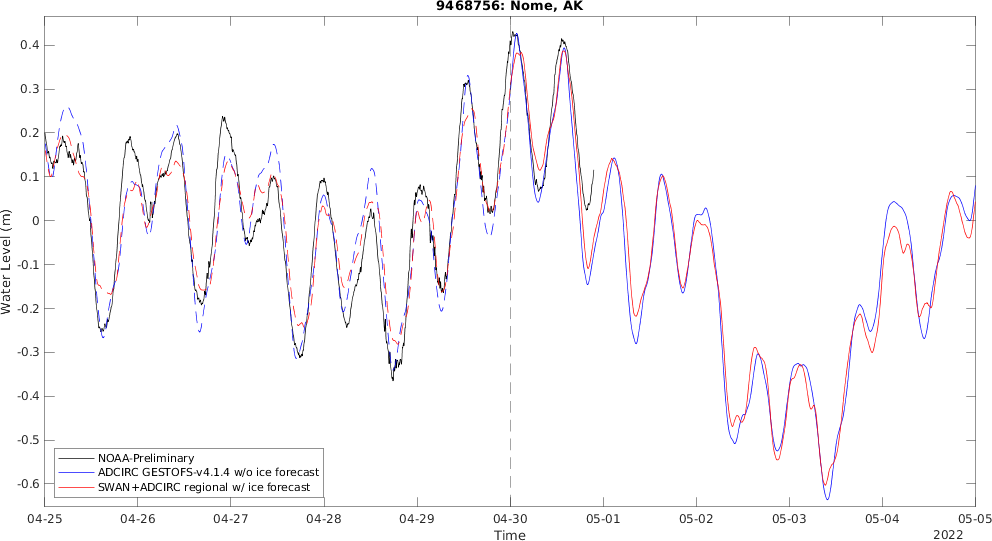 9468756: Nome, AK
Water Level (m)
0.4
0.3
0.2
0.1
0
-0.1
-0.2
-0.3
-0.4
-0.5
-0.6
NOAA-Preliminary
ADCIRC GESTOFS-v4.1.4 w/o ice forecast
SWAN+ADCIRC regional w/ ice forecast
04-25 04-26 04-27 04-28 04-29 04-30 05-01 05-02 05-03 05-04 05-05
Time
2022